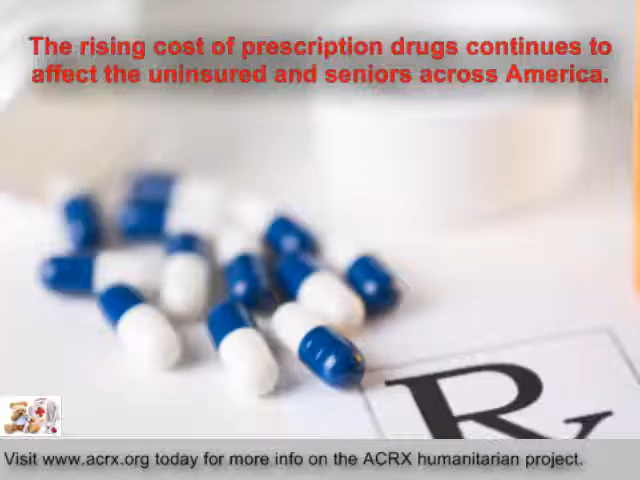 The rising cost of prescription drugs continues to
affect the uninsured and seniors across America.
Rx
Visit www.acrx.org today for more info on the ACRX humanitarian project.